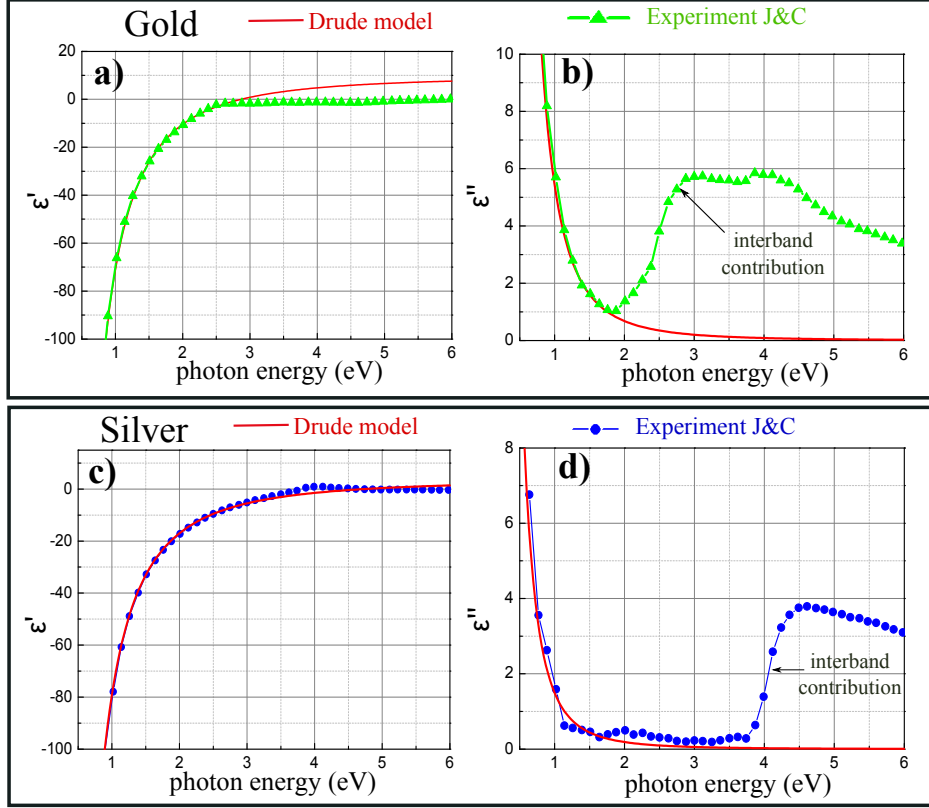 Gold
Drude model
Experiment J&C
a)
20
0
-20
-40
-60
-80
-100
ε'
1 2 3 4 5 6
photon energy (eV)
b)
10
8
6
4
2
0
ε''
interband
contribution
1 2 3 4 5 6
photon energy (eV)
Silver
Drude model
Experiment J&C
c)
0
-20
-40
-60
-80
-100
ε'
1 2 3 4 5 6
photon energy (eV)
d)
8
6
4
2
0
ε''
interband
contribution
1 2 3 4 5 6
photon energy (eV)